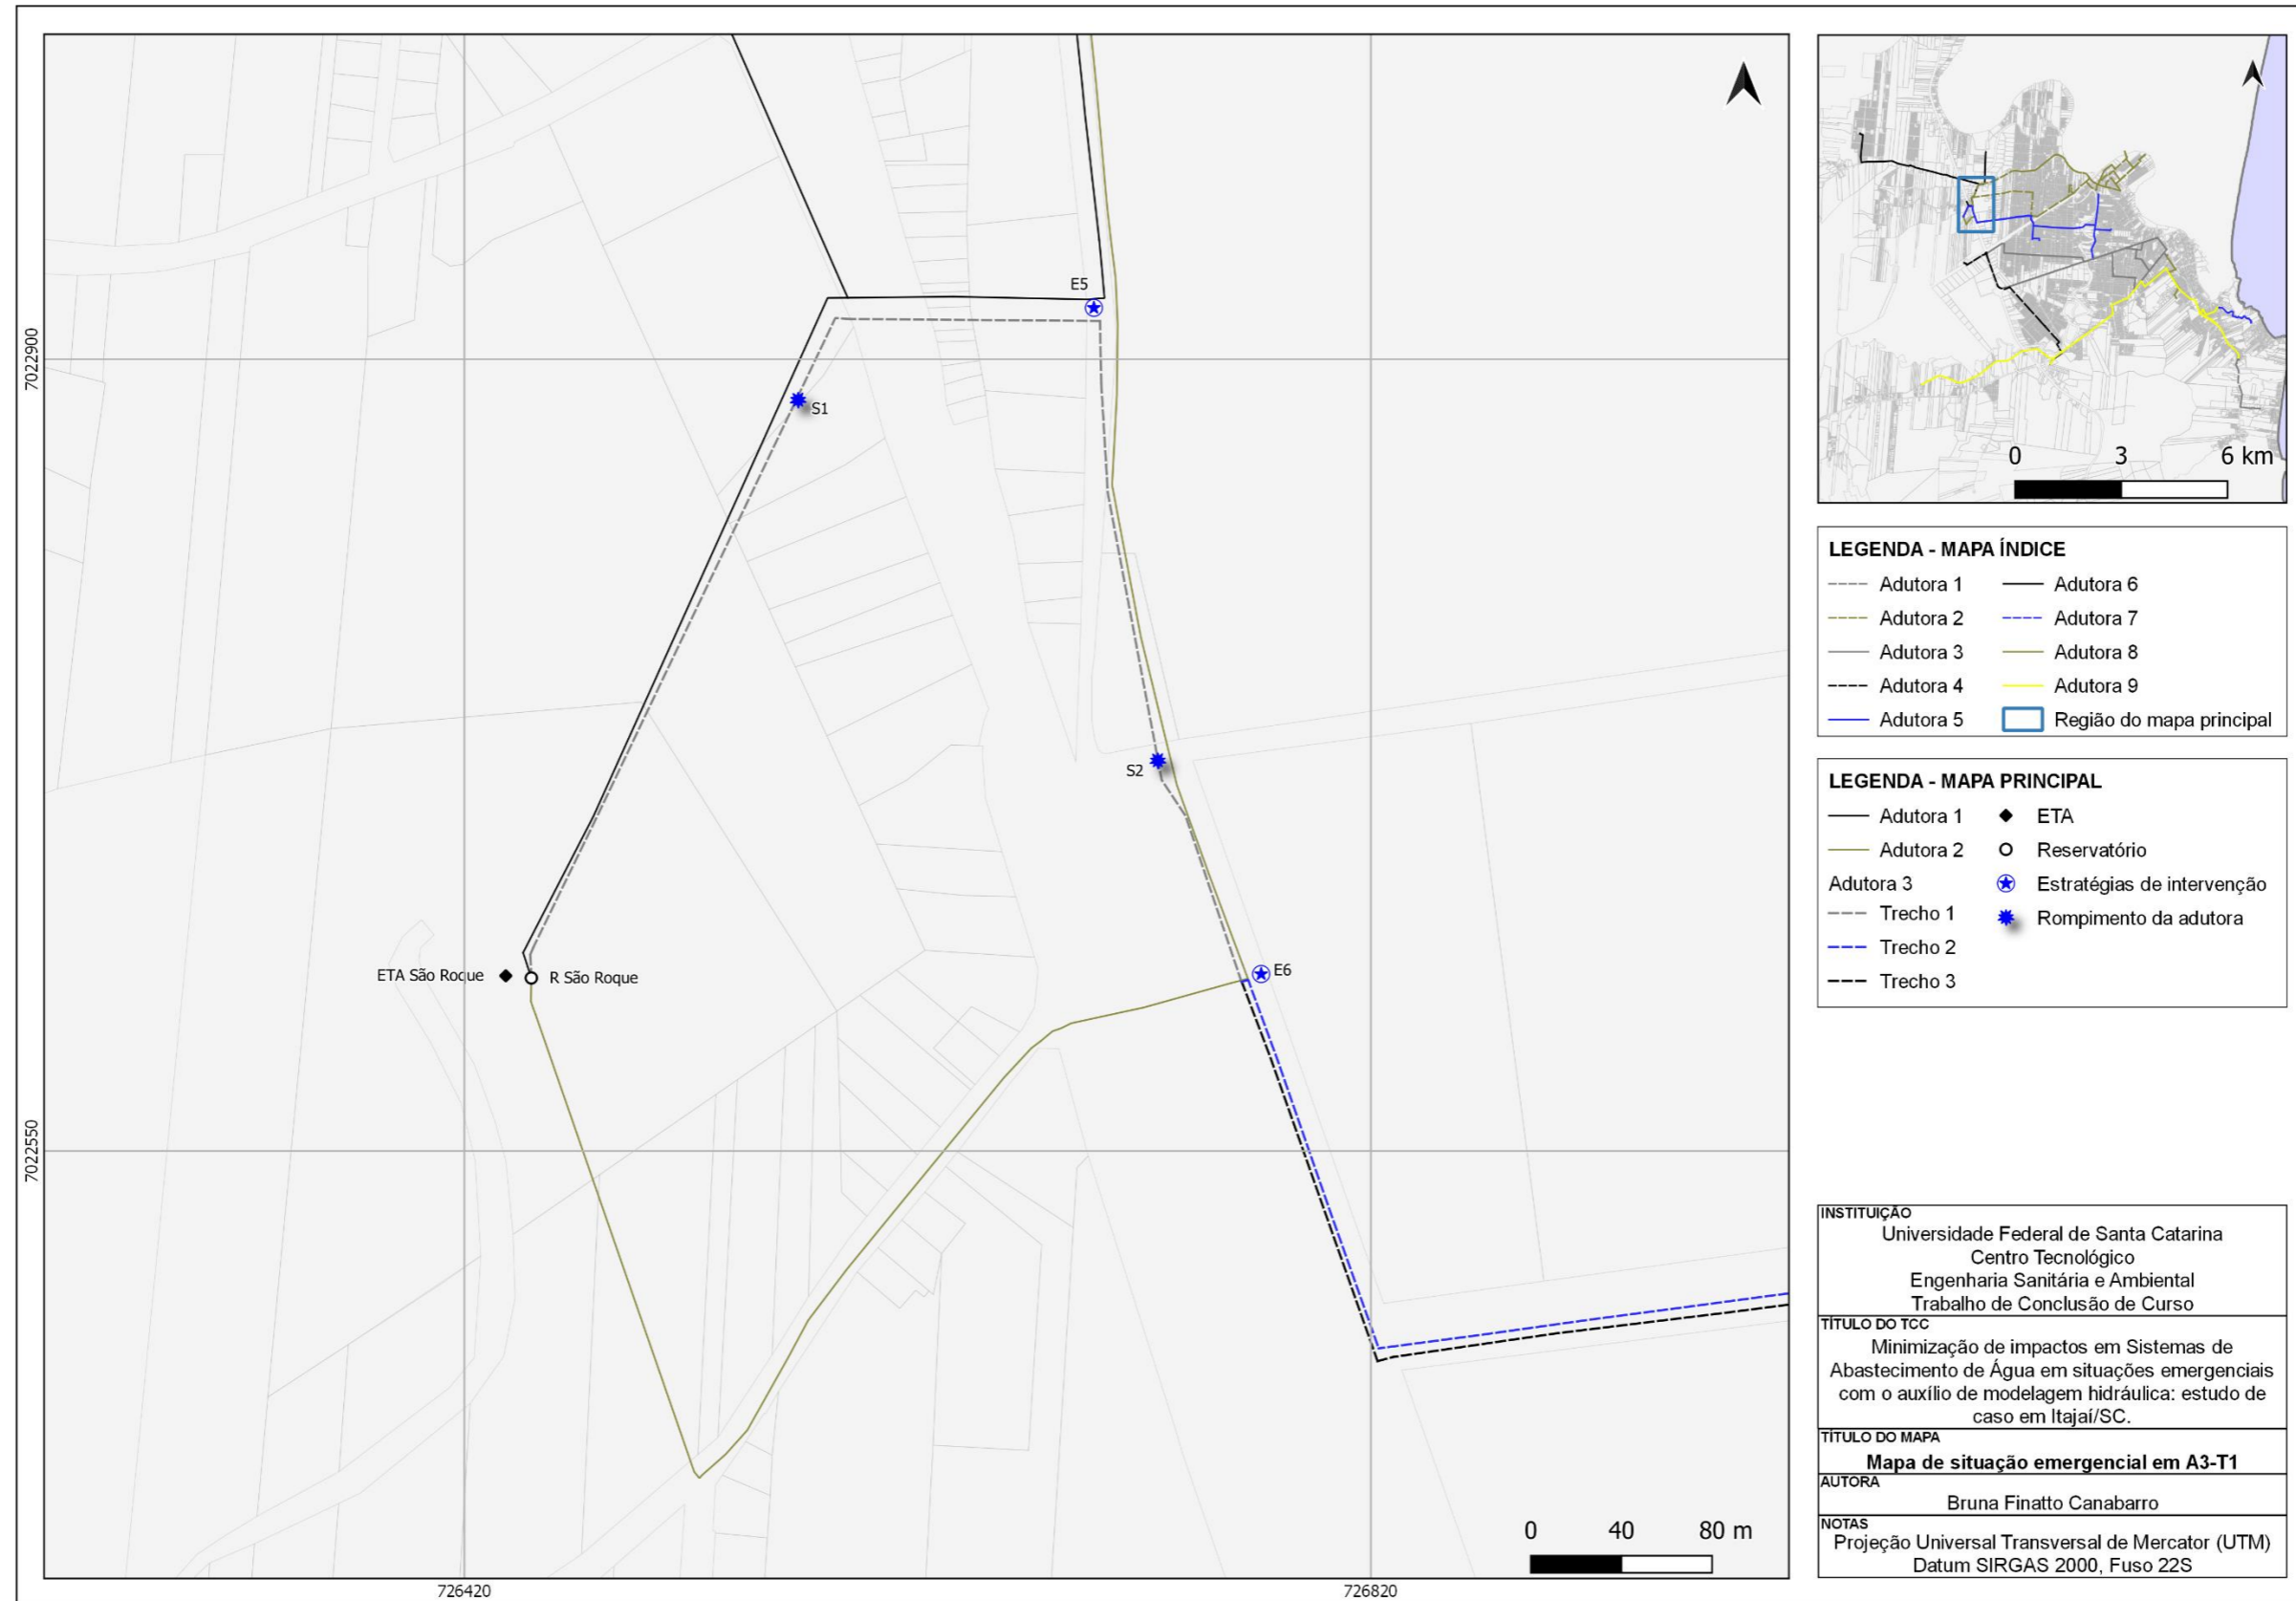 E5
S1
S2
E6
ETA São Roque
R São Roque
7022900
7022550
726420
726820
0 40 80 m
0 3 6 km
LEGENDA - MAPA ÍNDICE
Adutora 1
Adutora 2
Adutora 3
Adutora 4
Adutora 5
Adutora 6
Adutora 7
Adutora 8
Adutora 9
Região do mapa principal
LEGENDA - MAPA PRINCIPAL
Adutora 1
Adutora 2
Adutora 3
Trecho 1
Trecho 2
Trecho 3
ETA
Reservatório
Estratégias de intervenção
Rompimento da adutora
INSTITUIÇÃO
Universidade Federal de Santa Catarina
Centro Tecnológico
Engenharia Sanitária e Ambiental
Trabalho de Conclusão de Curso
TÍTULO DO TCC
Minimização de impactos em Sistemas de
Abastecimento de Água em situações emergenciais
com o auxílio de modelagem hidráulica: estudo de
caso em Itajaí/SC.
TÍTULO DO MAPA
Mapa de situação emergencial em A3-T1
AUTORA
Bruna Finatto Canabarro
NOTAS
Projeção Universal Transversal de Mercator (UTM)
Datum SIRGAS 2000, Fuso 22S